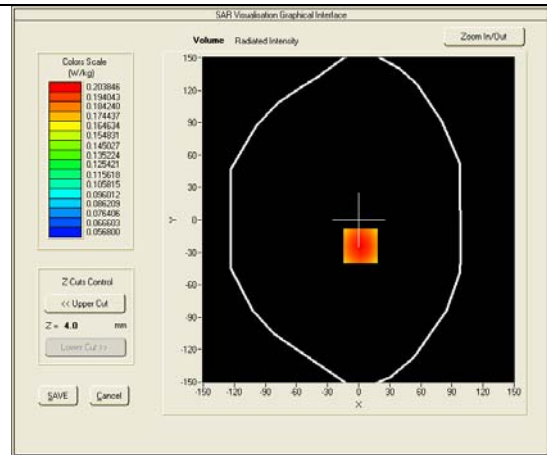 SAR Visualisation Graphical Interface
Volume Radiated Intensity
Zoom In/Out
Colors Scale
(W/kg)
0.203846
0.194043
0.184240
0.174437
0.164634
0.154831
0.145027
0.135224
0.125421
0.115618
0.105815
0.096012
0.086209
0.076406
0.066603
0.056800
Z Cuts Control
<< Upper Cut
Z = 4.0 mm
Lower Cut >>
SAVE Cancel
Y
150-
120-
90-
60-
30-
0-
-30-
-60-
-90-
-120-
-150-
-150 -120 -90 -60 -30 0 30 60 90 120 150
X